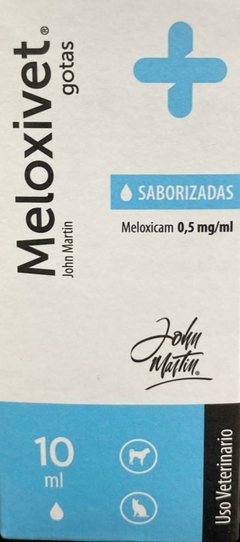 Meloxivet®
gotas
John Martin
SABORIZADAS
Meloxicam 0,5 mg/ml
John
Martin®
10
ml
Uso Veterinario